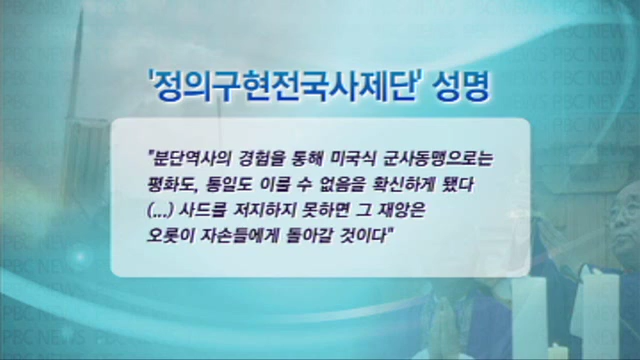 '정의구현전국사제단' 성명
"분단역사의 경험을 통해 미국식 군사동맹으로는
평화도, 통일도 이룰 수 없음을 확신하게 됐다
(...) 사드를 저지하지 못하면 그 재앙은
오롯이 자손들에게 돌아갈 것이다"
PBC NEWS